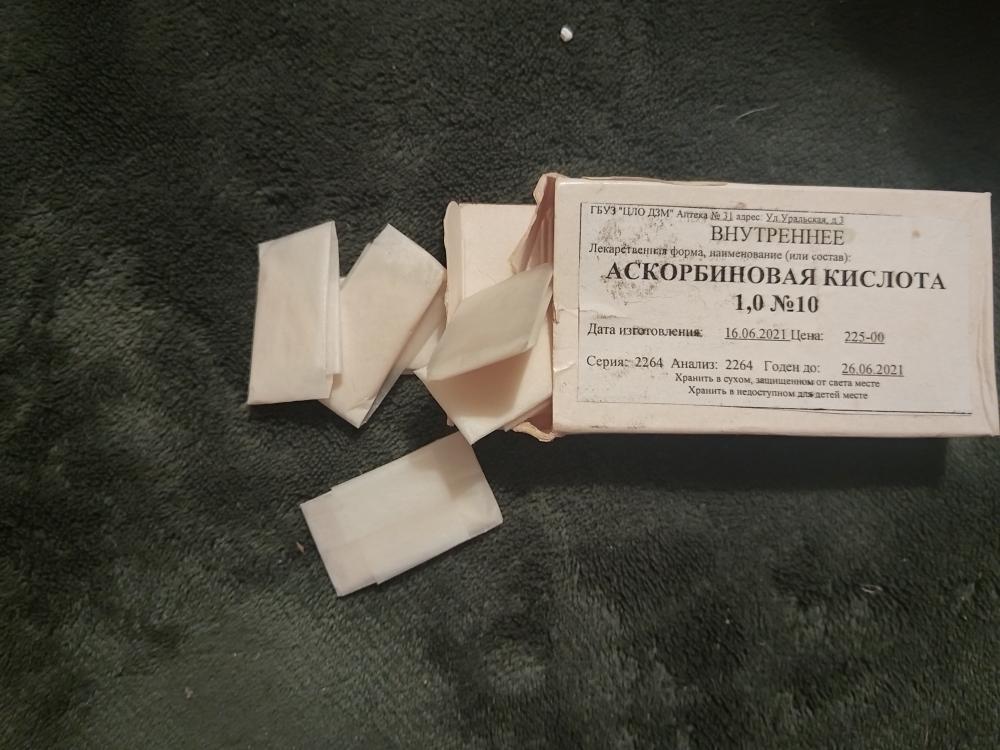 ГБУЗ "ЦЛО ДЗМ" Аптека № 31 адрес Ул.Уральская, д 3
ВНУТРЕННЕЕ
Лекарственная форма, наименование (или состав):
АСКОРБИНОВАЯ КИСЛОТА
1,0 №10
Дата изготовления: 16.06.2021 Цена: 225-00
Серия: 2264 Анализ: 2264 Годен до: 26.06.2021
Хранить в сухом, защищенном от света месте
Хранить в недоступном для детей месте